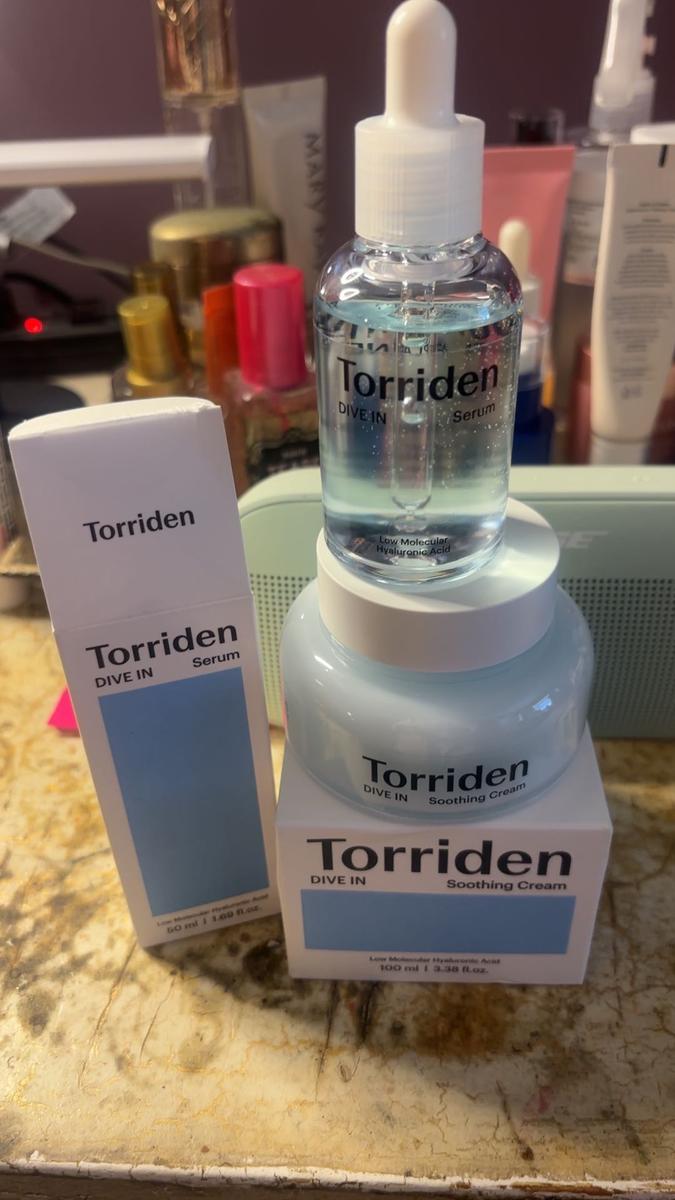 MARY
Torriden
DIVE IN Serum
Low Molecular
Hyaluronic Acid
Torriden
Torriden
DIVE IN Serum
Low Molecular Hyaluronic Acid
50 ml | 1.69 fl.oz.
Torriden
DIVE IN Soothing Cream
Torriden
DIVE IN Soothing Cream
Low Molecular Hyaluronic Acid
100 ml | 3.38 fl.oz.